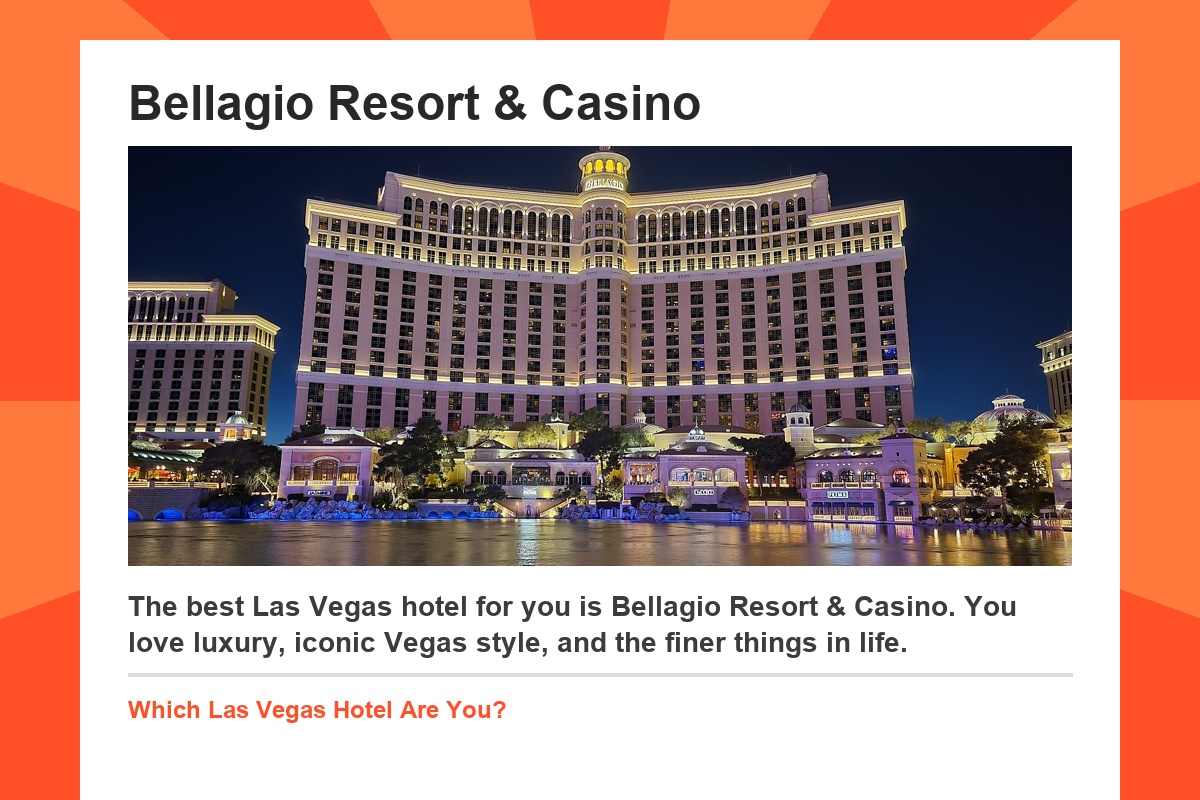 Bellagio Resort & Casino
BELLAGIO
The best Las Vegas hotel for you is Bellagio Resort & Casino. You
love luxury, iconic Vegas style, and the finer things in life.
Which Las Vegas Hotel Are You?